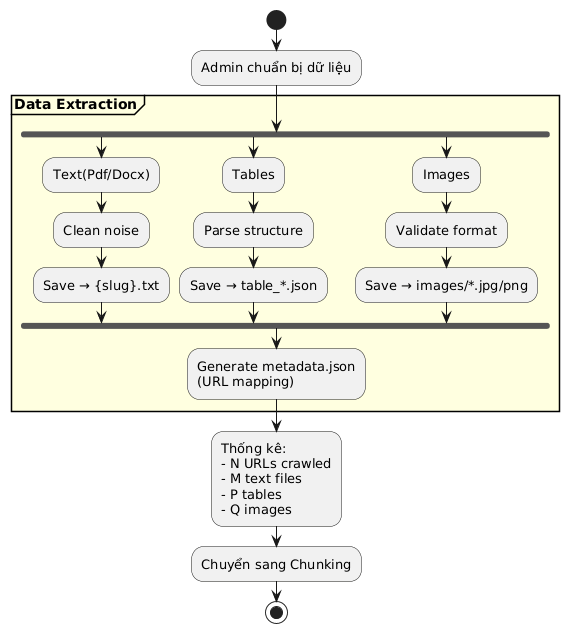 Admin chuẩn bị dữ liệu
Data Extraction
Text(Pdf/Docx)
Clean noise
Save → {slug}.txt
Tables
Parse structure
Save → table_*.json
Images
Validate format
Save → images/*.jpg/png
Generate metadata.json
(URL mapping)
Thống kê:
- N URLs crawled
- M text files
- P tables
- Q images
Chuyển sang Chunking